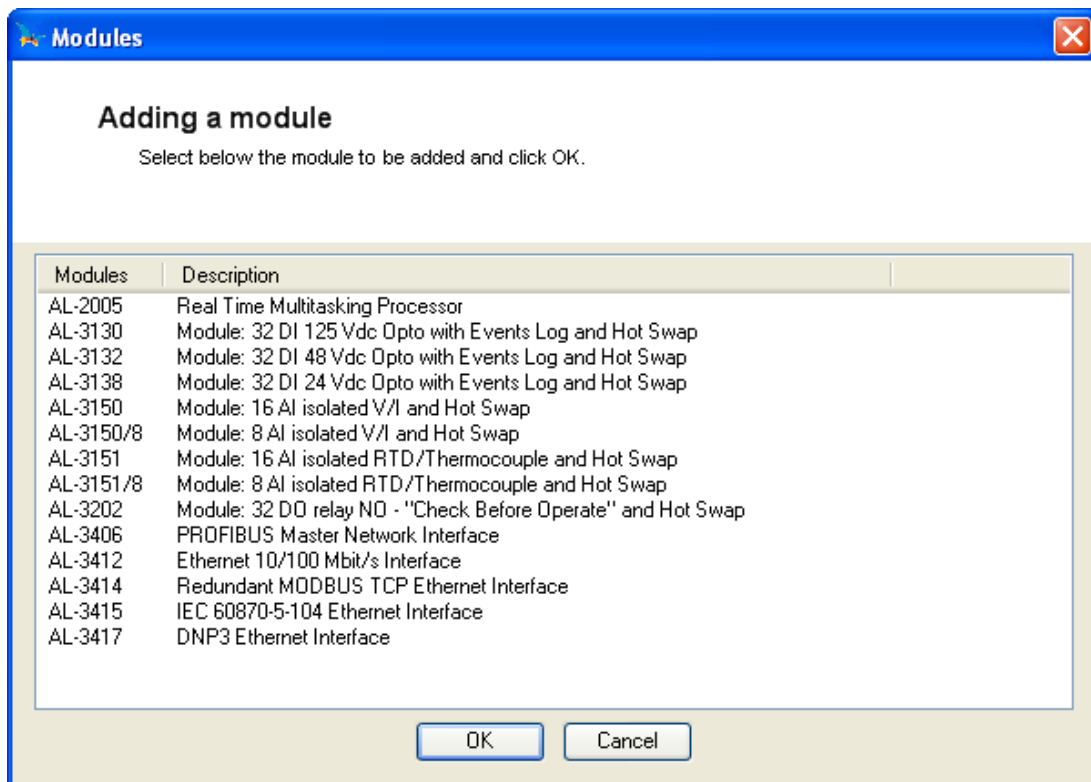 Modules
Adding a module
Select below the module to be added and click OK.
Modules Description
AL-2005 Real Time Multitasking Processor
AL-3130 Module: 32 DI 125 Vdc Opto with Events Log and Hot Swap
AL-3132 Module: 32 DI 48 Vdc Opto with Events Log and Hot Swap
AL-3138 Module: 32 DI 24 Vdc Opto with Events Log and Hot Swap
AL-3150 Module: 16 AI isolated V/I and Hot Swap
AL-3150/8 Module: 8 AI isolated V/I and Hot Swap
AL-3151 Module: 16 AI isolated RTD/Thermocouple and Hot Swap
AL-3151/8 Module: 8 AI isolated RTD/Thermocouple and Hot Swap
AL-3202 Module: 32 DO relay NO - "Check Before Operate" and Hot Swap
AL-3406 PROFIBUS Master Network Interface
AL-3412 Ethernet 10/100 Mbit/s Interface
AL-3414 Redundant MODBUS TCP Ethernet Interface
AL-3415 IEC 60870-5-104 Ethernet Interface
AL-3417 DNP3 Ethernet Interface
OK Cancel